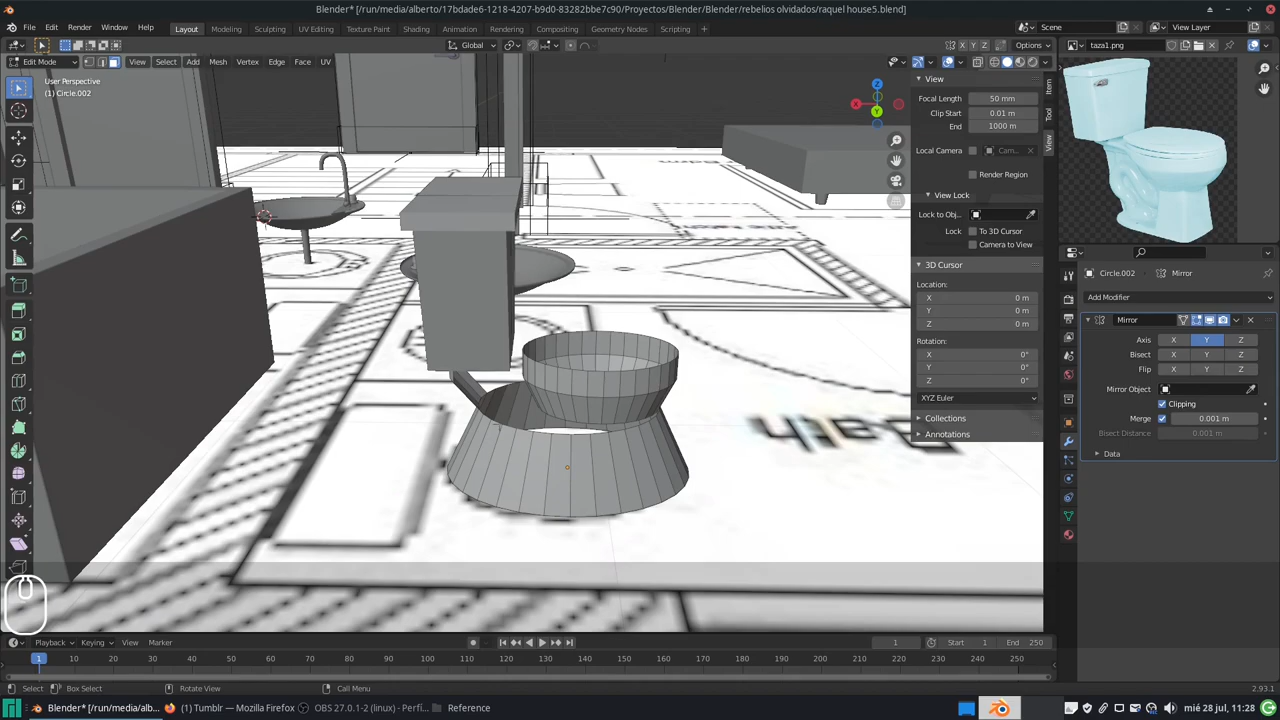 Blender* [/run/media/alberto/17bdade6-1218-4207-b9d0-83282bbe7c90/Proyectos/Blender/Blender/rebelios olvidados/raquel house5.blend]
File Edit Render Window Help Layout Modeling Sculpting UV Editing Texture Paint Shading Animation Rendering Compositing Geometry Nodes Scripting Scene View Layer
Global X Y Z Options taza1.png
Edit Mode View Select Add Mesh Vertex Edge Face UV
User Perspective
(1) Circle.002
View
Focal Length 50 mm
Clip Start 0.01 m
End 1000 m
Local Camera Cam...
Render Region
View Lock
Lock to Obj...
Lock To 3D Cursor
Camera to View
3D Cursor
Location:
X 0 m
Y 0 m
Z 0 m
Rotation:
X 0°
Y 0°
Z 0°
XYZ Euler
Collections
Annotations
Item
Tool
View
Z
Y
Circle.002 Mirror
Add Modifier
Mirror
Axis X Y Z
Bisect X Y Z
Flip X Y Z
Mirror Object
Clipping
Merge 0.001 m
Bisect Distance 0.001 m
Data
Playback Keying View Marker 1 Start 1 End 250
1 10 20 30 40 50 60 70 80 90 100 110 120 130 140 150 160 170 180 190 200 210 220 230 240 250
Select Box Select Rotate View Call Menu 2.93.1
Blender* [/run/media/alb... (1) Tumblr — Mozilla Firefox OBS 27.0.1-2 (linux) - Perfi... Reference mié 28 jul, 11:28